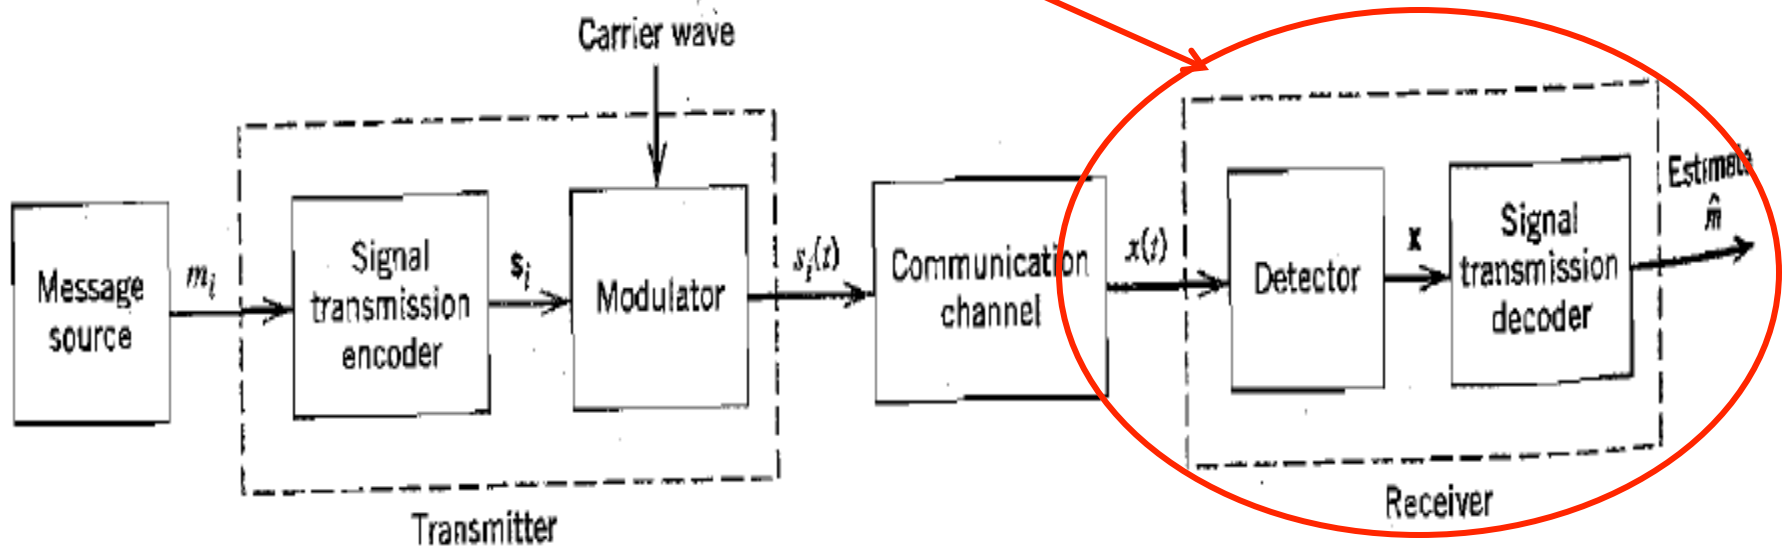 Carrier wave
Message
source
m_i
Signal
transmission
encoder
s_i
Modulator
s_i(t)
Communication
channel
x(t)
Detector
x
Signal
transmission
decoder
Estimate
m̂
Transmitter
Receiver